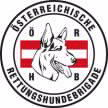 ÖSTERREICHISCHE
Ö R
H B
RETTUNGSHUNDEBRIGADE